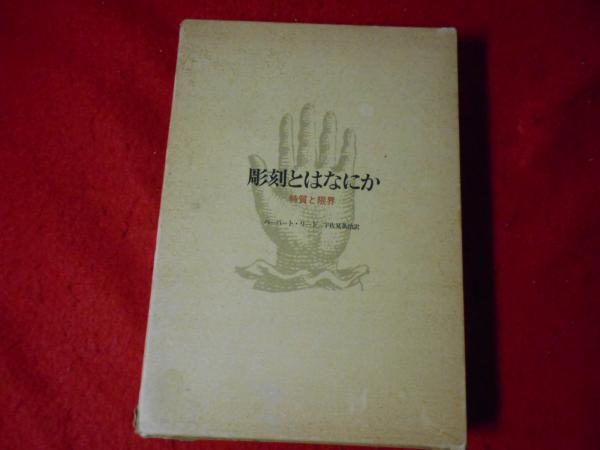 彫刻とはなにか
特質と限界
ハーバート・リード 宇佐見英治訳